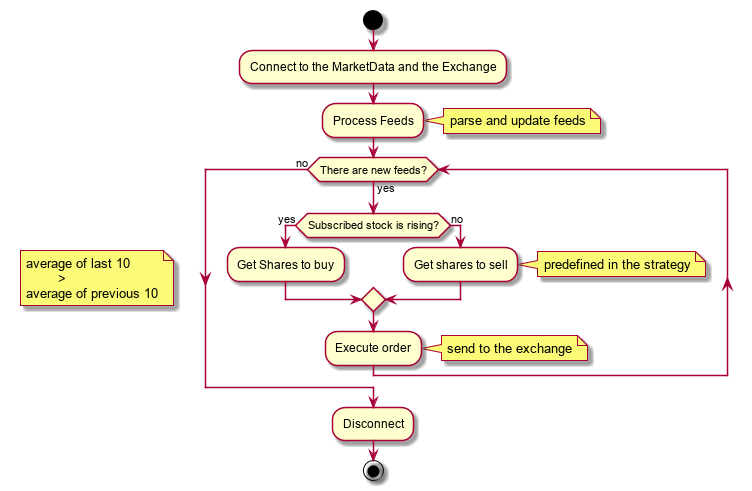 Connect to the MarketData and the Exchange
Process Feeds
parse and update feeds
no
There are new feeds?
yes
yes
Subscribed stock is rising?
no
average of last 10
>
average of previous 10
Get Shares to buy
Get shares to sell
predefined in the strategy
Execute order
send to the exchange
Disconnect